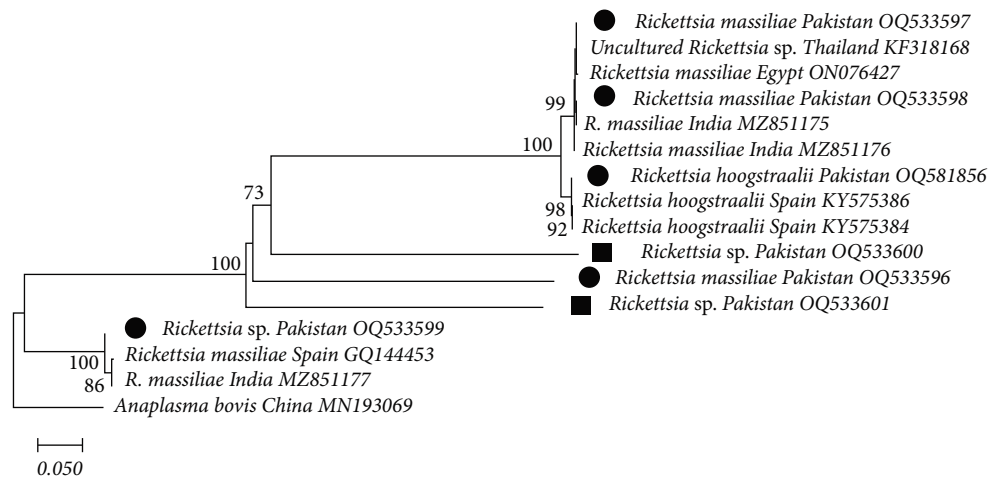 Rickettsia massiliae Pakistan OQ533597
Uncultured Rickettsia sp. Thailand KF318168
Rickettsia massiliae Egypt ON076427
99
Rickettsia massiliae Pakistan OQ533598
R. massiliae India MZ851175
100
Rickettsia massiliae India MZ851176
Rickettsia hoogstraalii Pakistan OQ581856
73
Rickettsia hoogstraalii Spain KY575386
98
Rickettsia hoogstraalii Spain KY575384
92
Rickettsia sp. Pakistan OQ533600
100
Rickettsia massiliae Pakistan OQ533596
Rickettsia sp. Pakistan OQ533601
Rickettsia sp. Pakistan OQ533599
Rickettsia massiliae Spain GQ144453
100
R. massiliae India MZ851177
86
Anaplasma bovis China MN193069
0.050